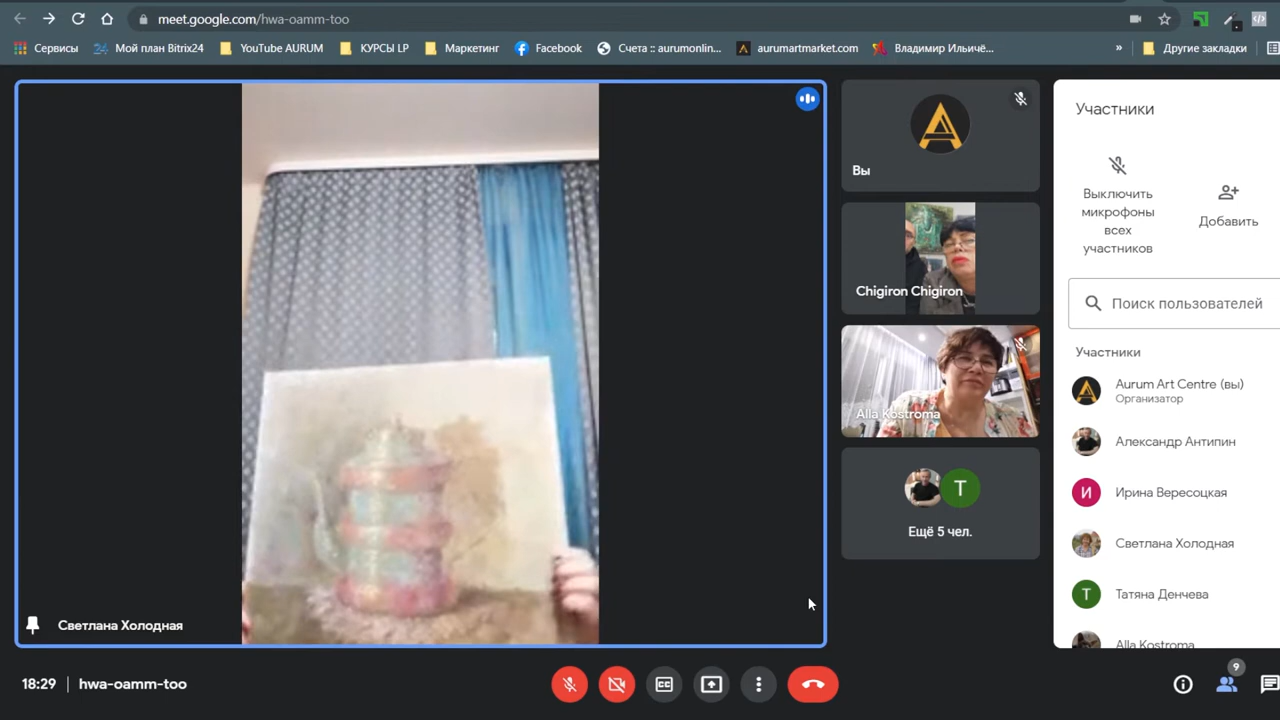 meet.google.com/hwa-oamm-too
Сервисы Мой план Bitrix24 YouTube AURUM КУРСЫ LP Маркетинг Facebook Счета :: aurumonlin... aurumartmarket.com Владимир Ильичё... » Другие закладки
Вы
Chigiron Chigiron
Alla Kostroma
Т
Ещё 5 чел.
Светлана Холодная
Участники
Выключить
микрофоны
всех
участников
Добавить
Поиск пользователей
Участники
Aurum Art Centre (вы)
Организатор
Александр Антипин
И Ирина Вересоцкая
Светлана Холодная
Т Татяна Денчева
Alla Kostroma
18:29 | hwa-oamm-too
CC
9